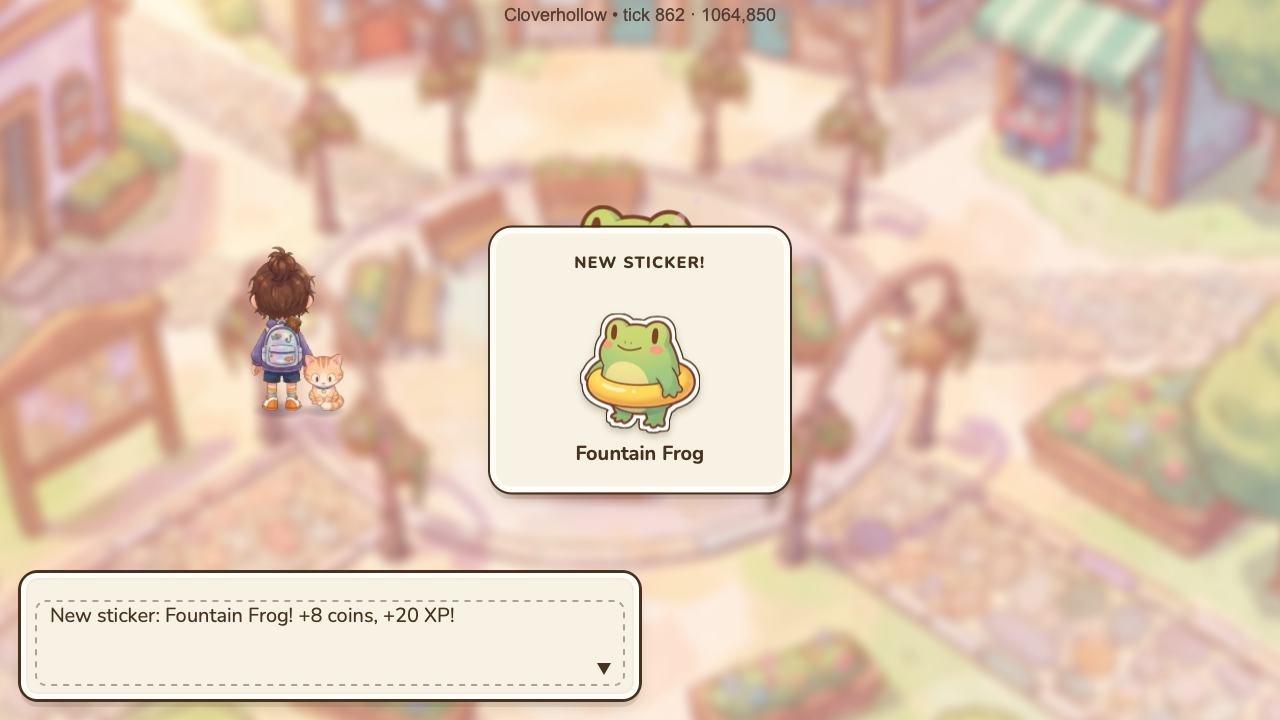 Cloverhollow • tick 862 · 1064,850
NEW STICKER!
Fountain Frog
New sticker: Fountain Frog! +8 coins, +20 XP!